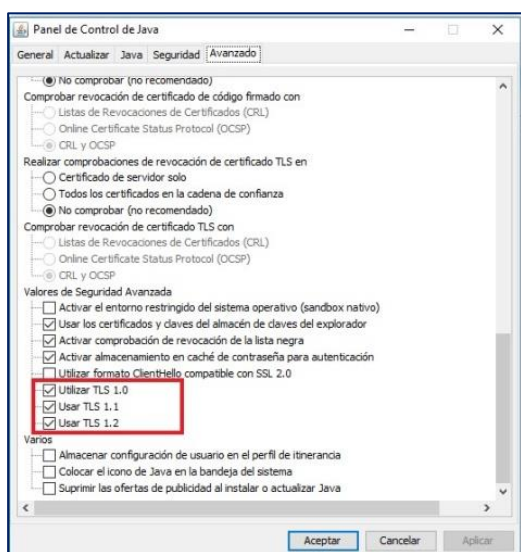 Panel de Control de Java
General Actualizar Java Seguridad Avanzado
No comprobar (no recomendado)
Comprobar revocación de certificado de código firmado con
Listas de Revocaciones de Certificados (CRL)
Online Certificate Status Protocol (OCSP)
CRL y OCSP
Realizar comprobaciones de revocación de certificado TLS en
Certificado de servidor solo
Todos los certificados en la cadena de confianza
No comprobar (no recomendado)
Comprobar revocación de certificado TLS con
Listas de Revocaciones de Certificados (CRL)
Online Certificate Status Protocol (OCSP)
CRL y OCSP
Valores de Seguridad Avanzada
Activar el entorno restringido del sistema operativo (sandbox nativo)
Usar los certificados y claves del almacén de claves del explorador
Activar comprobación de revocación de la lista negra
Activar almacenamiento en caché de contraseña para autenticación
Utilizar formato ClientHello compatible con SSL 2.0
Utilizar TLS 1.0
Usar TLS 1.1
Usar TLS 1.2
Varios
Almacenar configuración de usuario en el perfil de itinerancia
Colocar el icono de Java en la bandeja del sistema
Suprimir las ofertas de publicidad al instalar o actualizar Java
Aceptar Cancelar Aplicar